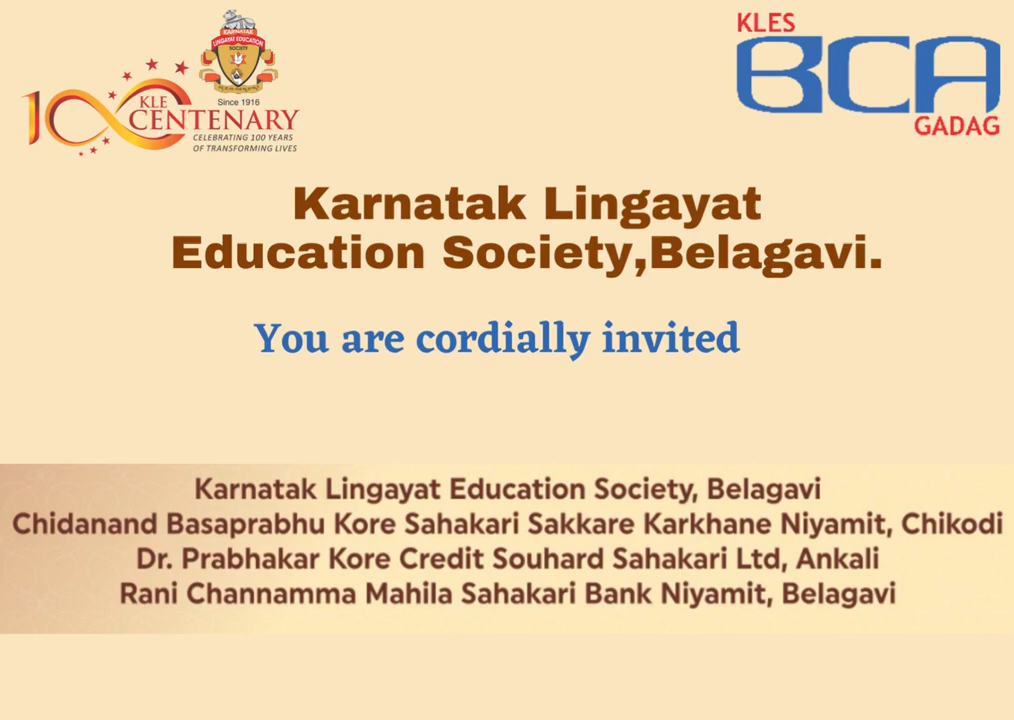 KARNATAK
LINGAYAT EDUCATION
SOCIETY
Since 1916
100
KLE
CENTENARY
CELEBRATING 100 YEARS
OF TRANSFORMING LIVES
KLES
BCA
GADAG
Karnatak Lingayat
Education Society,Belagavi.
You are cordially invited
Karnatak Lingayat Education Society, Belagavi
Chidanand Basaprabhu Kore Sahakari Sakkare Karkhane Niyamit, Chikodi
Dr. Prabhakar Kore Credit Souhard Sahakari Ltd, Ankali
Rani Channamma Mahila Sahakari Bank Niyamit, Belagavi